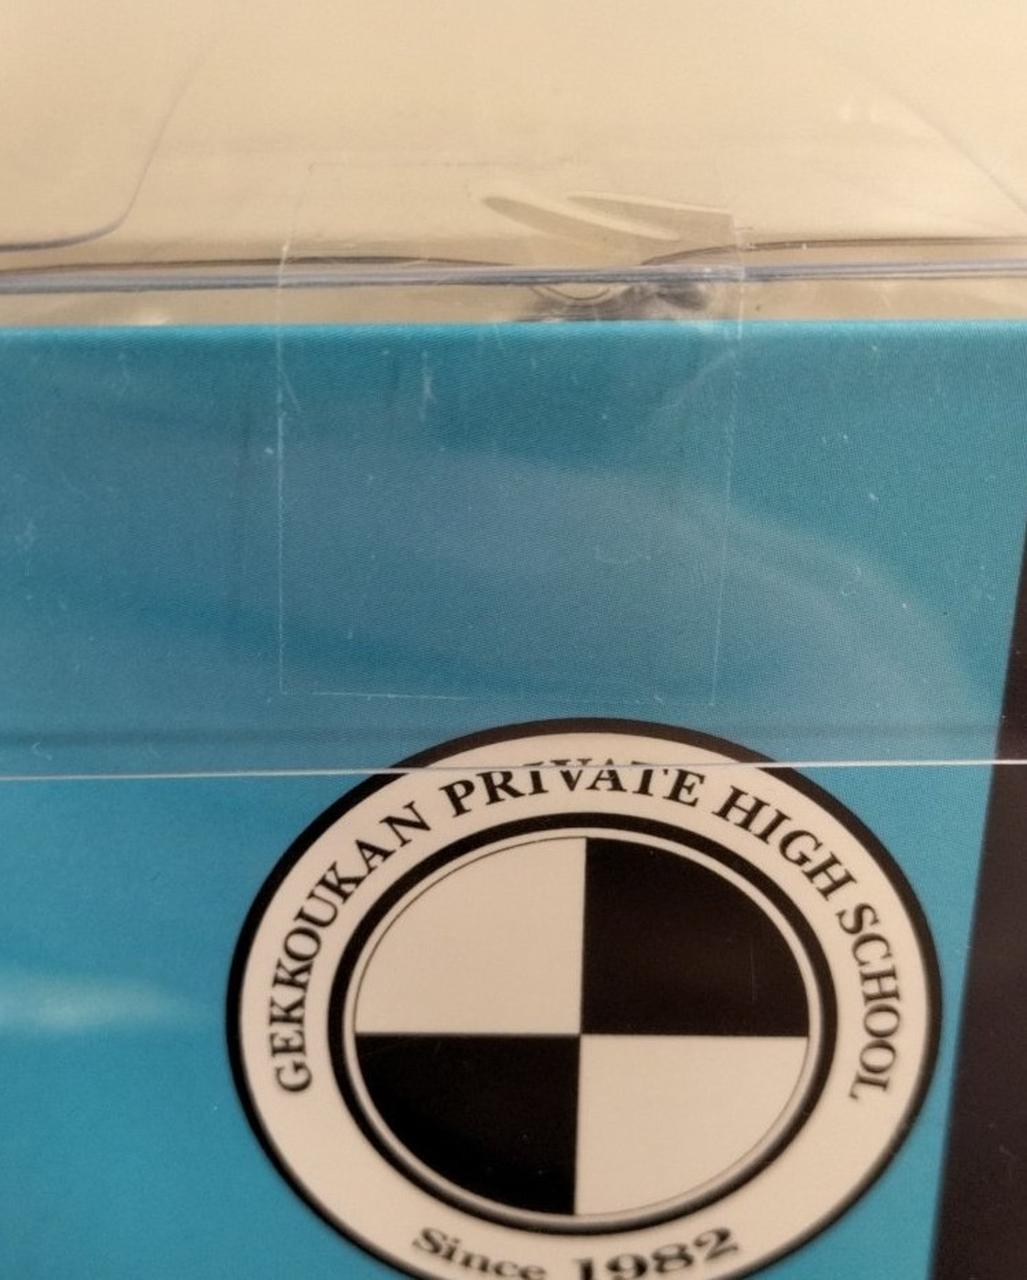 GEKKOUKAN PRIVATE HIGH SCHOOL
Since 1982